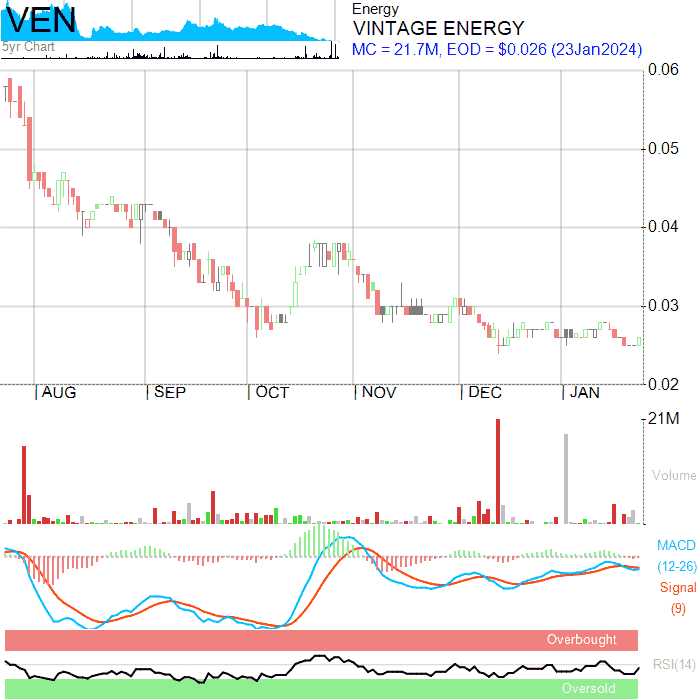 VEN
5yr Chart
Energy
VINTAGE ENERGY
MC = 21.7M, EOD = $0.026 (23Jan2024)
0.06
0.05
0.04
0.03
0.02
AUG SEP OCT NOV DEC JAN
21M
Volume
MACD
(12-26)
Signal
(9)
Overbought
RSI(14)
Oversold